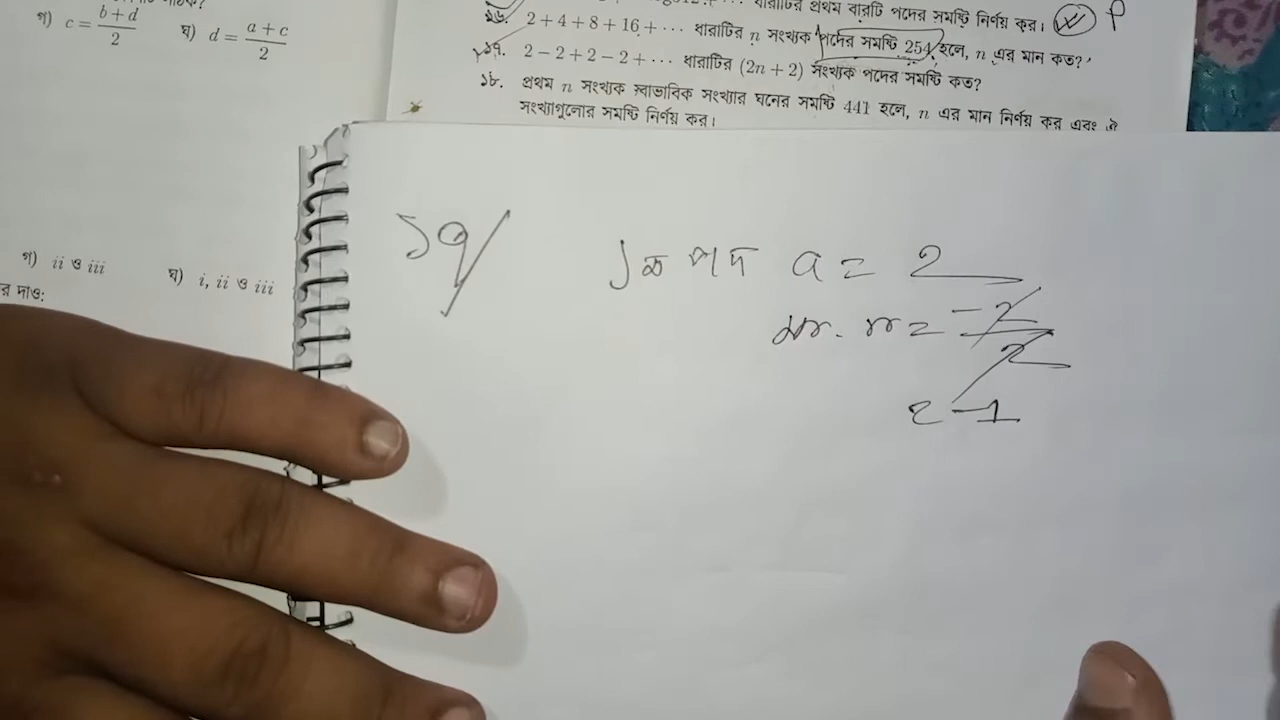 গ) c = (b + d)/2 ঘ) d = (a + c)/2
ধারাটির প্রথম বারটি পদের সমষ্টি নির্ণয় কর।
১৬. 2 + 4 + 8 + 16 + ⋯ ধারাটির n সংখ্যক পদের সমষ্টি 254 হলে, n এর মান কত?
১৭. 2 − 2 + 2 − 2 + ⋯ ধারাটির (2n + 2) সংখ্যক পদের সমষ্টি কত?
১৮. প্রথম n সংখ্যক স্বাভাবিক সংখ্যার ঘনের সমষ্টি 441 হলে, n এর মান নির্ণয় কর এবং ঐ
সংখ্যাগুলোর সমষ্টি নির্ণয় কর।
গ) ii ও iii ঘ) i, ii ও iii
র দাও:
১৭/
১ম পদ a = 2
r = -2/2
= -1